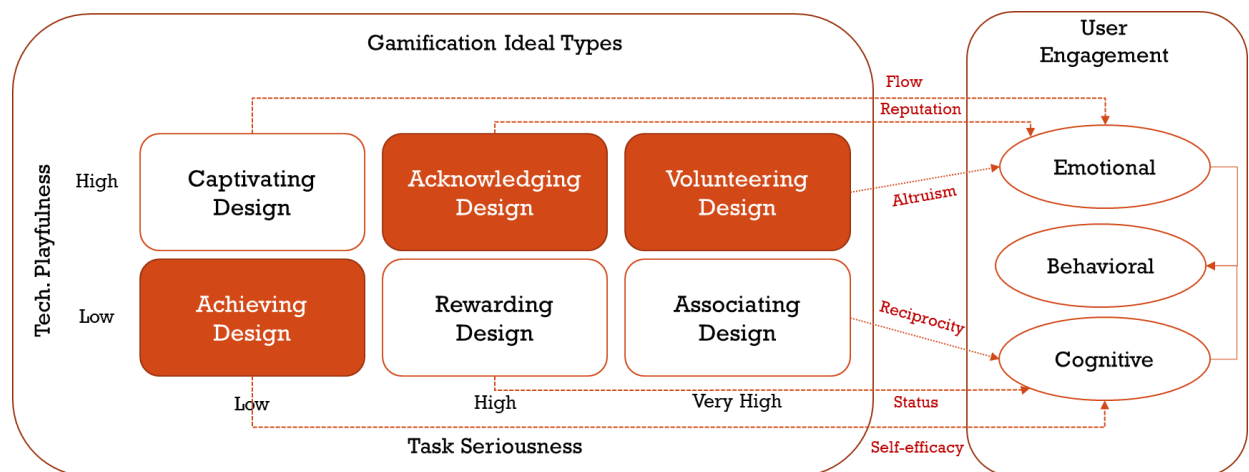 Gamification Ideal Types
User
Engagement
Flow
Reputation
Tech. Playfulness
High
Captivating
Design
Acknowledging
Design
Volunteering
Design
Altruism
Emotional
Behavioral
Low
Achieving
Design
Rewarding
Design
Associating
Design
Reciprocity
Cognitive
Low
High
Very High
Status
Task Seriousness
Self-efficacy